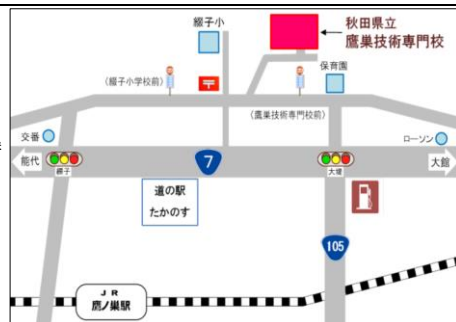 綴子小
秋田県立
鷹巣技術専門校
保育園
(綴子小学校前)
〒
(鷹巣技術専門校前)
交番
ローソン
能代
綴子
7
大堤
大館
道の駅
たかのす
105
JR
鷹ノ巣駅